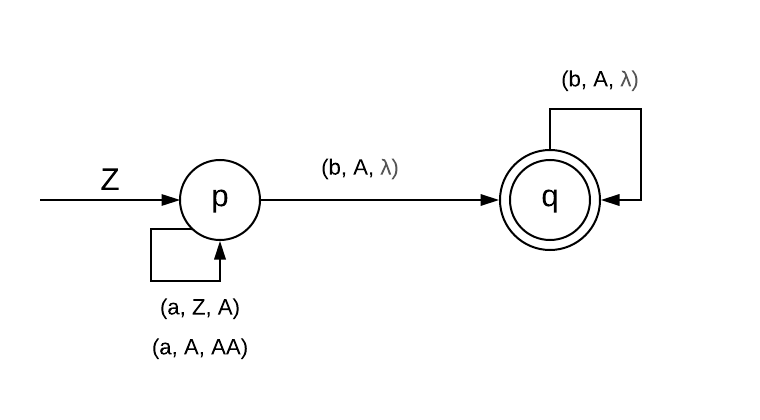 (b, A, λ)
(b, A, λ)
Z
p
q
(a, Z, A)
(a, A, AA)